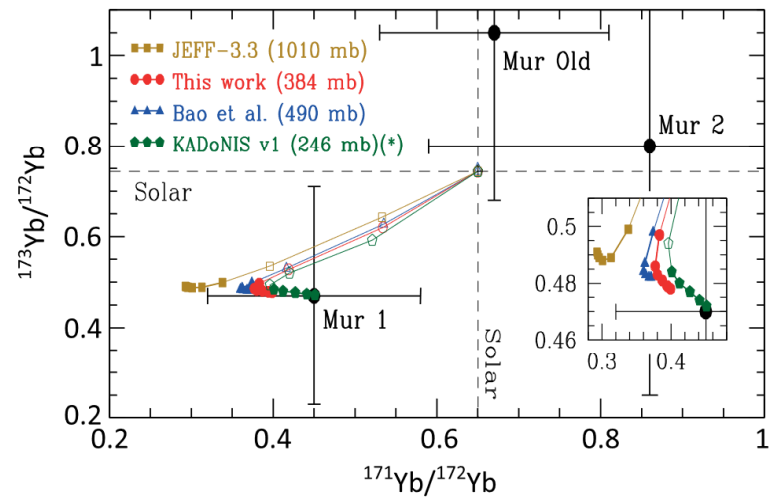 1
0.8
0.6
0.4
0.2
¹⁷³Yb/¹⁷²Yb
JEFF-3.3 (1010 mb)
This work (384 mb)
Bao et al. (490 mb)
KADoNIS v1 (246 mb)(*)
Mur Old
Mur 2
Solar
Mur 1
Solar
0.5
0.48
0.46
0.3 0.4
0.2 0.4 0.6 0.8 1
¹⁷¹Yb/¹⁷²Yb